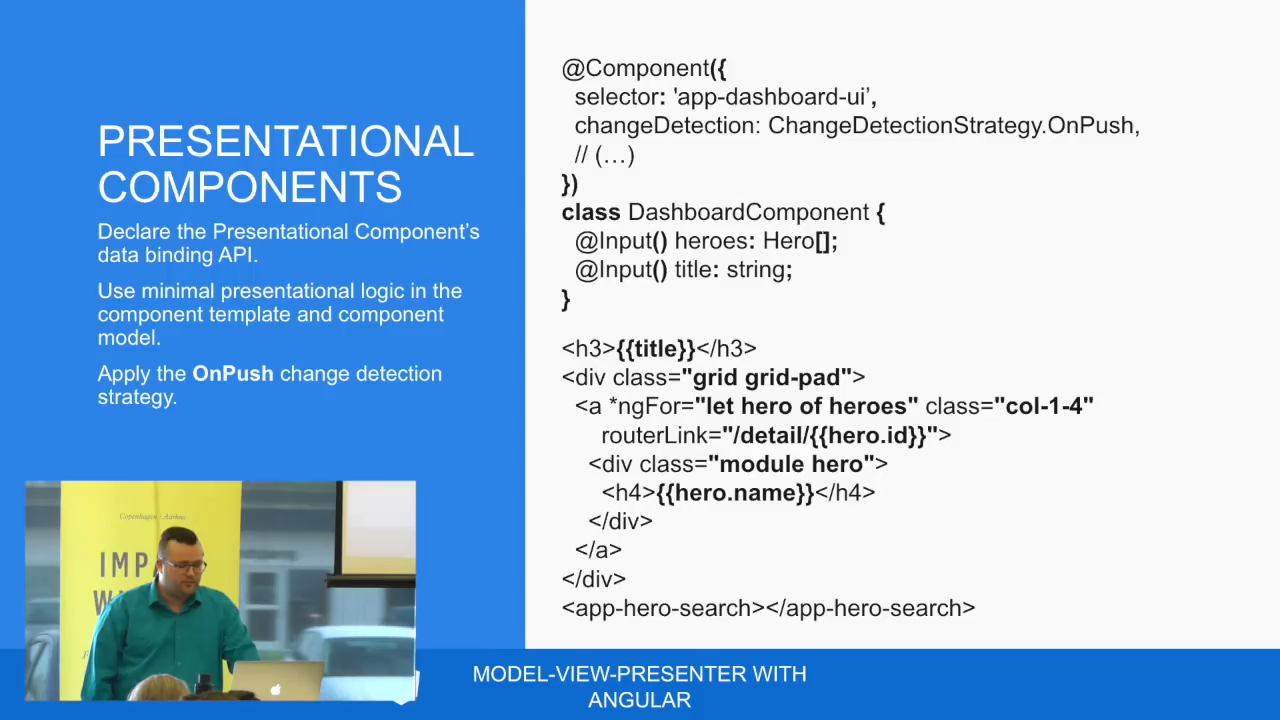 PRESENTATIONAL
COMPONENTS
Declare the Presentational Component's
data binding API.
Use minimal presentational logic in the
component template and component
model.
Apply the OnPush change detection
strategy.
@Component({
selector: 'app-dashboard-ui’,
changeDetection: ChangeDetectionStrategy.OnPush,
// (…)
})
class DashboardComponent {
@Input() heroes: Hero[];
@Input() title: string;
}
<h3>{{title}}</h3>
<div class="grid grid-pad">
<a *ngFor="let hero of heroes" class="col-1-4"
routerLink="/detail/{{hero.id}}">
<div class="module hero">
<h4>{{hero.name}}</h4>
</div>
</a>
</div>
<app-hero-search></app-hero-search>
Copenhagen · Aarhus
MODEL-VIEW-PRESENTER WITH
ANGULAR